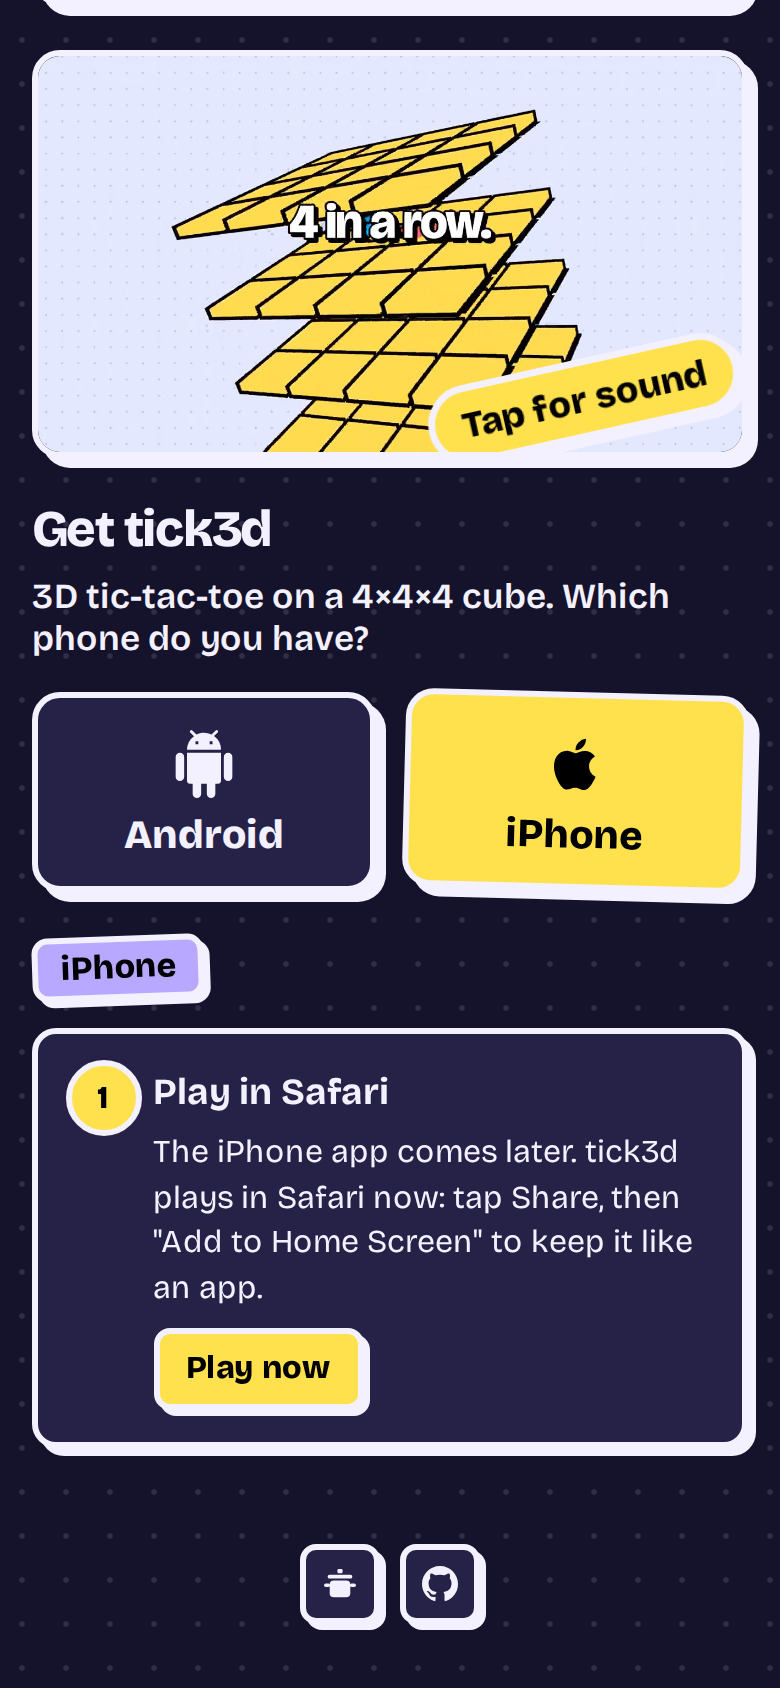 4 in a row.
Tap for sound
Get tick3d
3D tic-tac-toe on a 4×4×4 cube. Which
phone do you have?
Android
iPhone
iPhone
1
Play in Safari
The iPhone app comes later. tick3d
plays in Safari now: tap Share, then
"Add to Home Screen" to keep it like
an app.
Play now